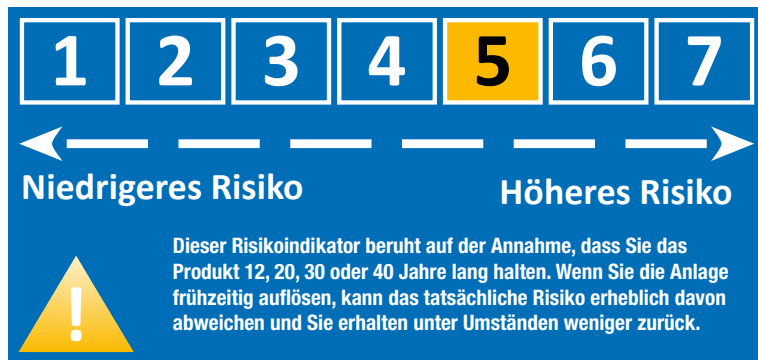 1 2 3 4 5 6 7
Niedrigeres Risiko Höheres Risiko
Dieser Risikoindikator beruht auf der Annahme, dass Sie das
Produkt 12, 20, 30 oder 40 Jahre lang halten. Wenn Sie die Anlage
frühzeitig auflösen, kann das tatsächliche Risiko erheblich davon
abweichen und Sie erhalten unter Umständen weniger zurück.
!